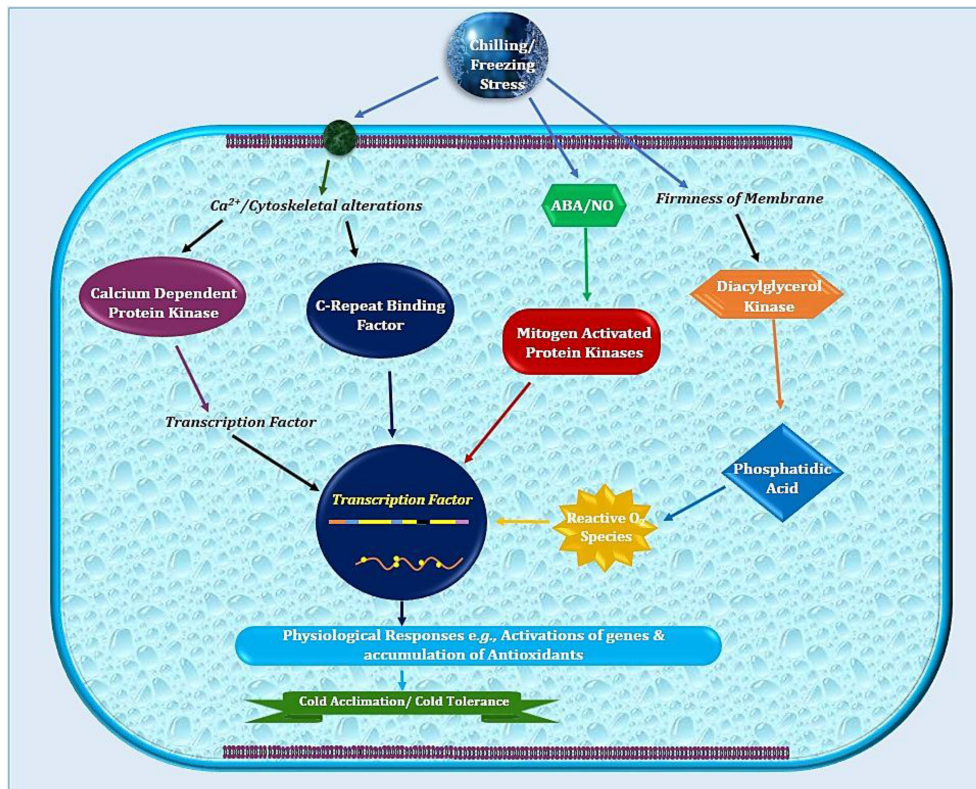 Chilling/
Freezing
Stress
Ca²⁺/Cytoskeletal alterations
ABA/NO
Firmness of Membrane
Calcium Dependent
Protein Kinase
C-Repeat Binding
Factor
Mitogen Activated
Protein Kinases
Diacylglycerol
Kinase
Transcription Factor
Transcription Factor
Phosphatidic
Acid
Reactive O₂
Species
Physiological Responses e.g., Activations of genes &
accumulation of Antioxidants
Cold Acclimation/ Cold Tolerance